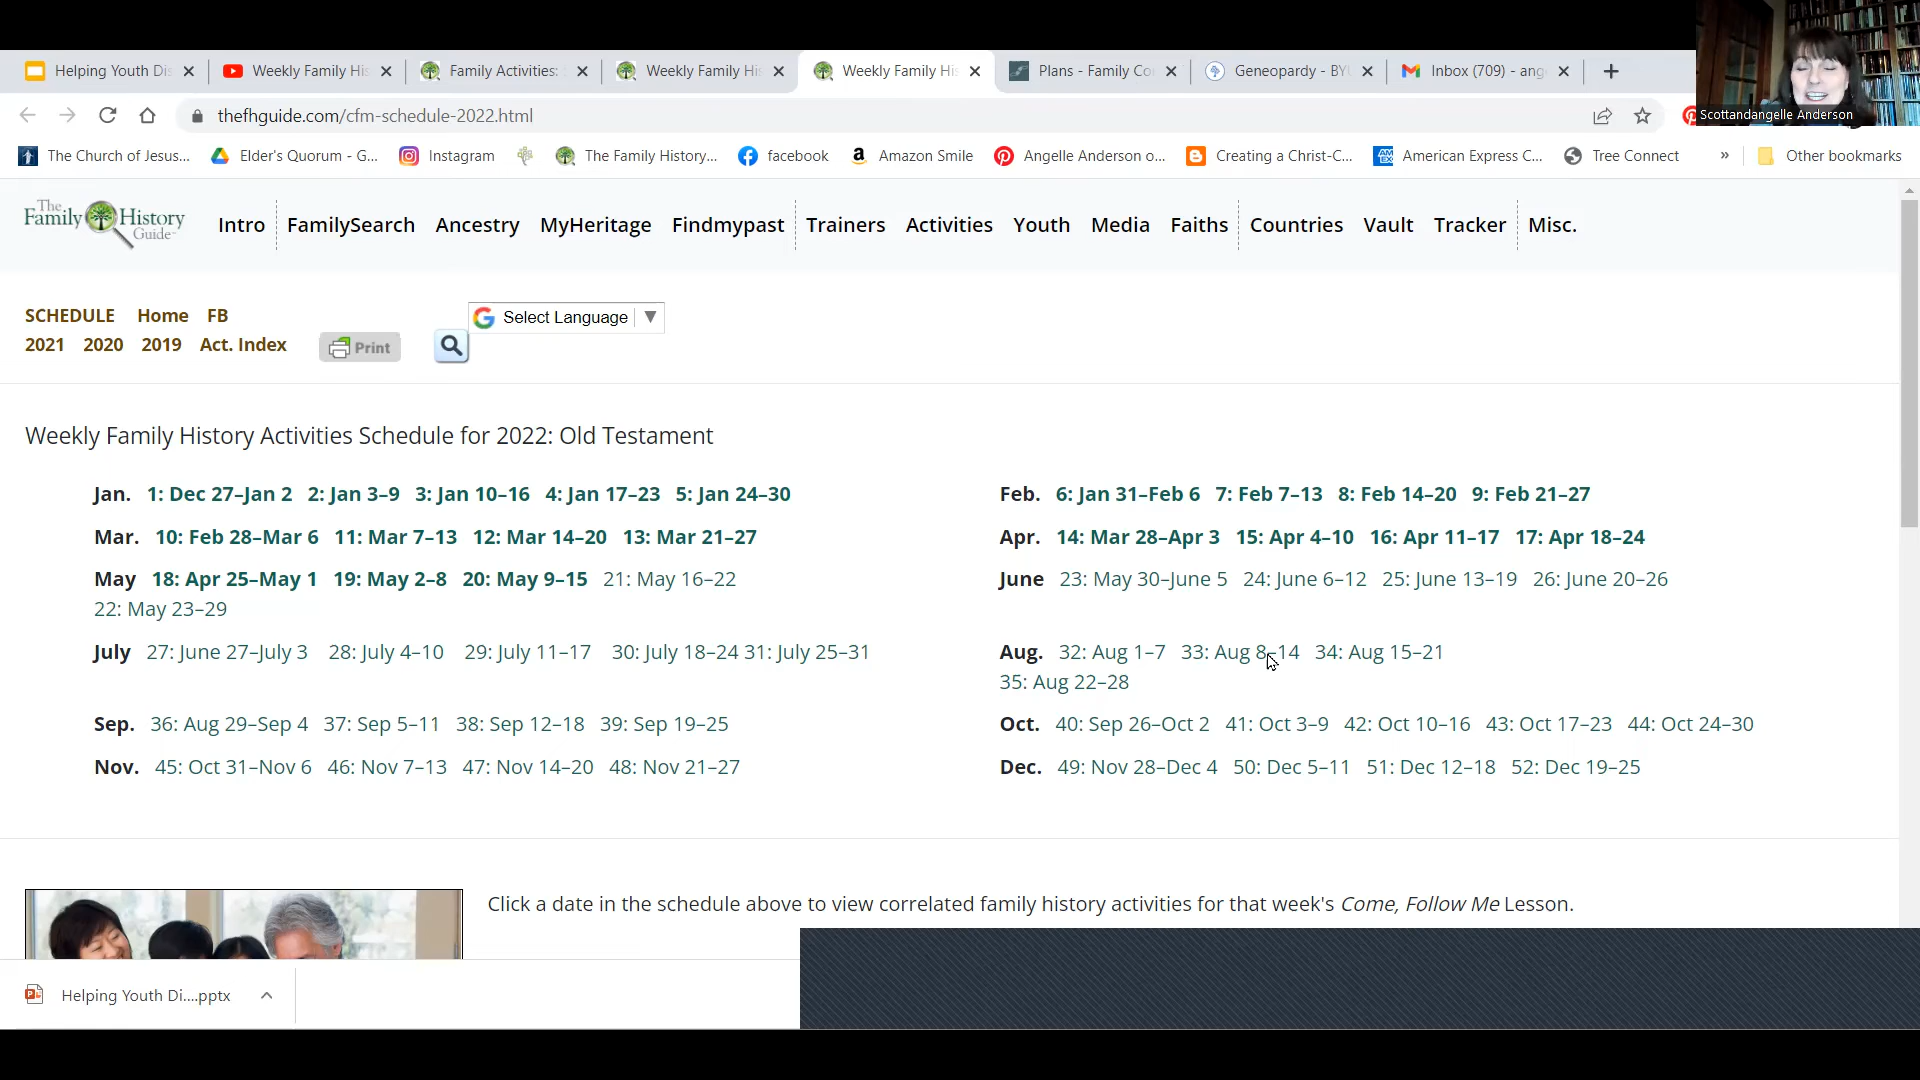 Helping Youth Dis
Weekly Family His
Family Activities:
Weekly Family His
Weekly Family His
Plans - Family Co
Geneopardy - BYU
Inbox (709) - ang
Scottandangelle Anderson
thefhguide.com/cfm-schedule-2022.html
The Church of Jesus...
Elder's Quorum - G...
Instagram
The Family History...
facebook
Amazon Smile
Angelle Anderson o...
Creating a Christ-C...
American Express C...
Tree Connect
»
Other bookmarks
The
Family History
Guide
Intro FamilySearch Ancestry MyHeritage Findmypast Trainers Activities Youth Media Faiths Countries Vault Tracker Misc.
SCHEDULE Home FB
2021 2020 2019 Act. Index
Print
Select Language
Weekly Family History Activities Schedule for 2022: Old Testament
Jan. 1: Dec 27–Jan 2 2: Jan 3–9 3: Jan 10–16 4: Jan 17–23 5: Jan 24–30
Feb. 6: Jan 31–Feb 6 7: Feb 7–13 8: Feb 14–20 9: Feb 21–27
Mar. 10: Feb 28–Mar 6 11: Mar 7–13 12: Mar 14–20 13: Mar 21–27
Apr. 14: Mar 28–Apr 3 15: Apr 4–10 16: Apr 11–17 17: Apr 18–24
May 18: Apr 25–May 1 19: May 2–8 20: May 9–15 21: May 16–22
22: May 23–29
June 23: May 30–June 5 24: June 6–12 25: June 13–19 26: June 20–26
July 27: June 27–July 3 28: July 4–10 29: July 11–17 30: July 18–24 31: July 25–31
Aug. 32: Aug 1–7 33: Aug 8–14 34: Aug 15–21
35: Aug 22–28
Sep. 36: Aug 29–Sep 4 37: Sep 5–11 38: Sep 12–18 39: Sep 19–25
Oct. 40: Sep 26–Oct 2 41: Oct 3–9 42: Oct 10–16 43: Oct 17–23 44: Oct 24–30
Nov. 45: Oct 31–Nov 6 46: Nov 7–13 47: Nov 14–20 48: Nov 21–27
Dec. 49: Nov 28–Dec 4 50: Dec 5–11 51: Dec 12–18 52: Dec 19–25
Click a date in the schedule above to view correlated family history activities for that week's Come, Follow Me Lesson.
Helping Youth Di....pptx